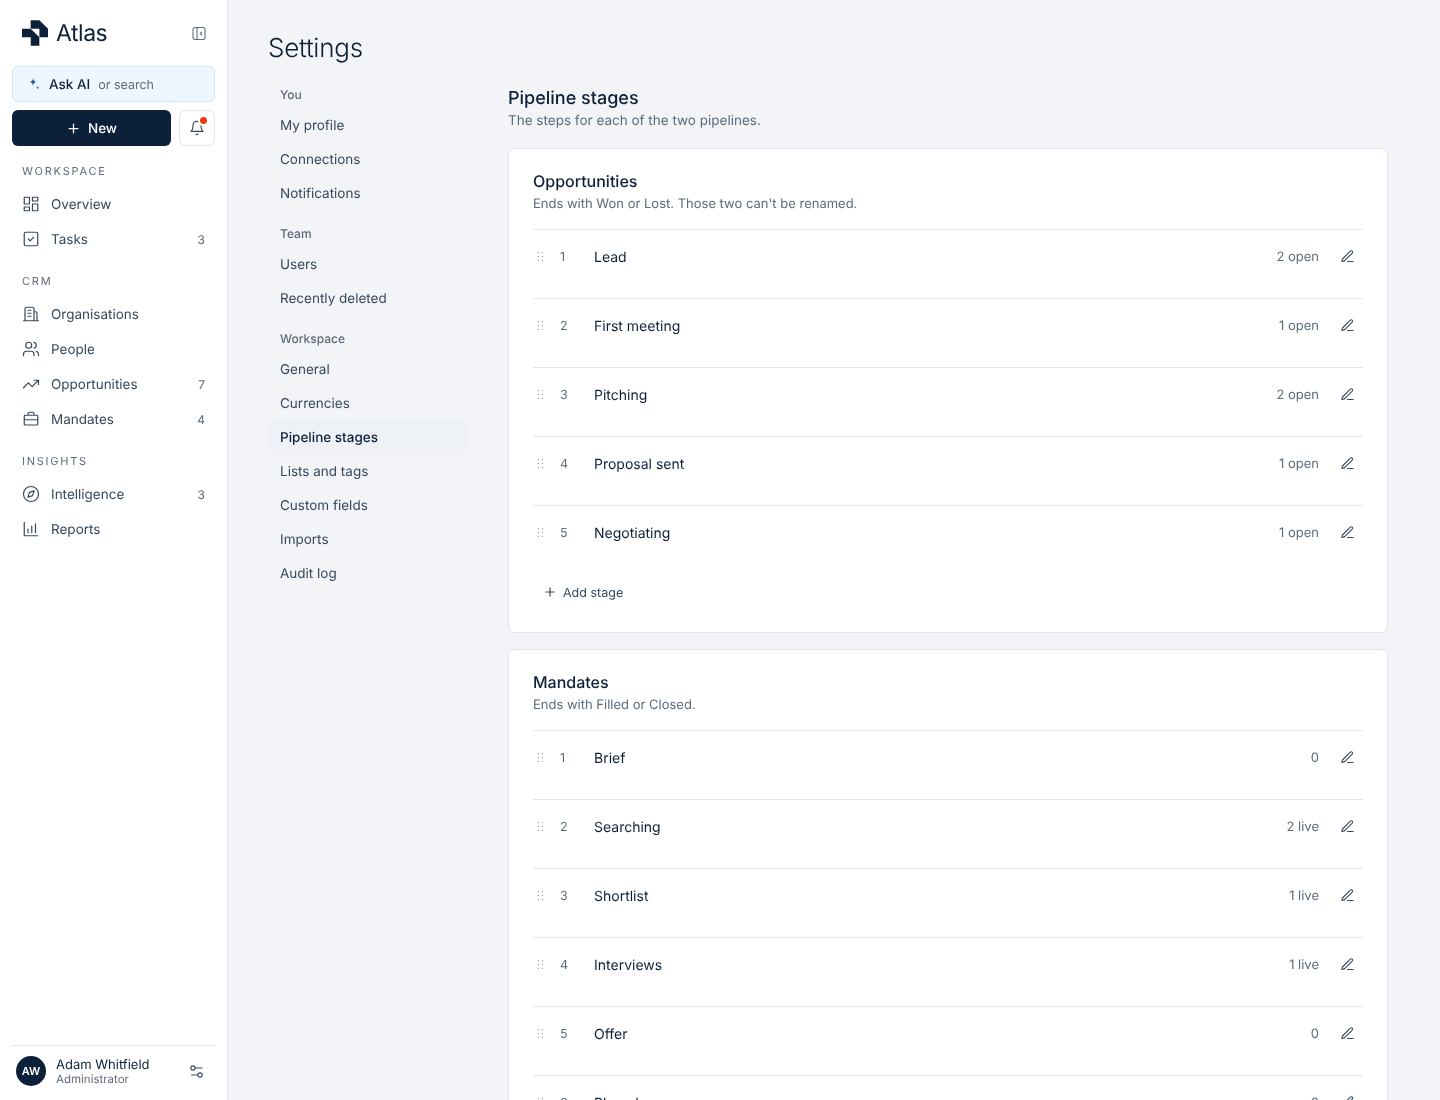 Atlas
Ask AI or search
New
WORKSPACE
Overview
Tasks 3
CRM
Organisations
People
Opportunities 7
Mandates 4
INSIGHTS
Intelligence 3
Reports
AW
Adam Whitfield
Administrator
Settings
You
My profile
Connections
Notifications
Team
Users
Recently deleted
Workspace
General
Currencies
Pipeline stages
Lists and tags
Custom fields
Imports
Audit log
Pipeline stages
The steps for each of the two pipelines.
Opportunities
Ends with Won or Lost. Those two can't be renamed.
1 Lead 2 open
2 First meeting 1 open
3 Pitching 2 open
4 Proposal sent 1 open
5 Negotiating 1 open
Add stage
Mandates
Ends with Filled or Closed.
1 Brief 0
2 Searching 2 live
3 Shortlist 1 live
4 Interviews 1 live
5 Offer 0